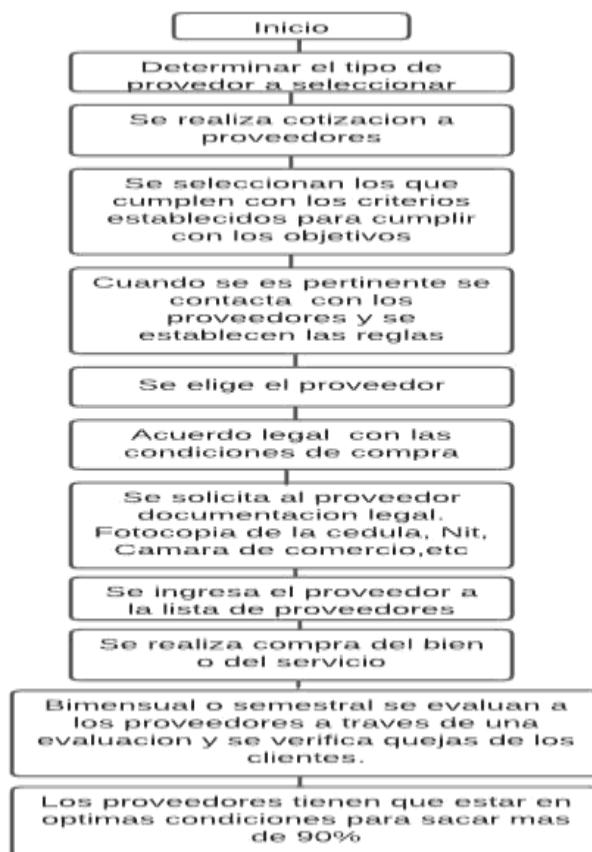 Inicio
Determinar el tipo de
provedor a seleccionar
Se realiza cotizacion a
proveedores
Se seleccionan los que
cumplen con los criterios
establecidos para cumplir
con los objetivos
Cuando se es pertinente se
contacta con los
proveedores y se
establecen las reglas
Se elige el proveedor
Acuerdo legal con las
condiciones de compra
Se solicita al proveedor
documentacion legal.
Fotocopia de la cedula, Nit,
Camara de comercio,etc
Se ingresa el proveedor a
la lista de proveedores
Se realiza compra del bien
o del servicio
Bimensual o semestral se evaluan a
los proveedores a traves de una
evaluacion y se verifica quejas de los
clientes.
Los proveedores tienen que estar en
optimas condiciones para sacar mas
de 90%